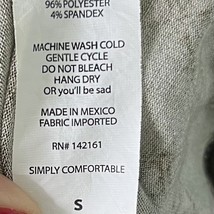 96% POLYESTER
4% SPANDEX
MACHINE WASH COLD
GENTLE CYCLE
DO NOT BLEACH
HANG DRY
OR you'll be sad
MADE IN MEXICO
FABRIC IMPORTED
RN# 142161
SIMPLY COMFORTABLE
S